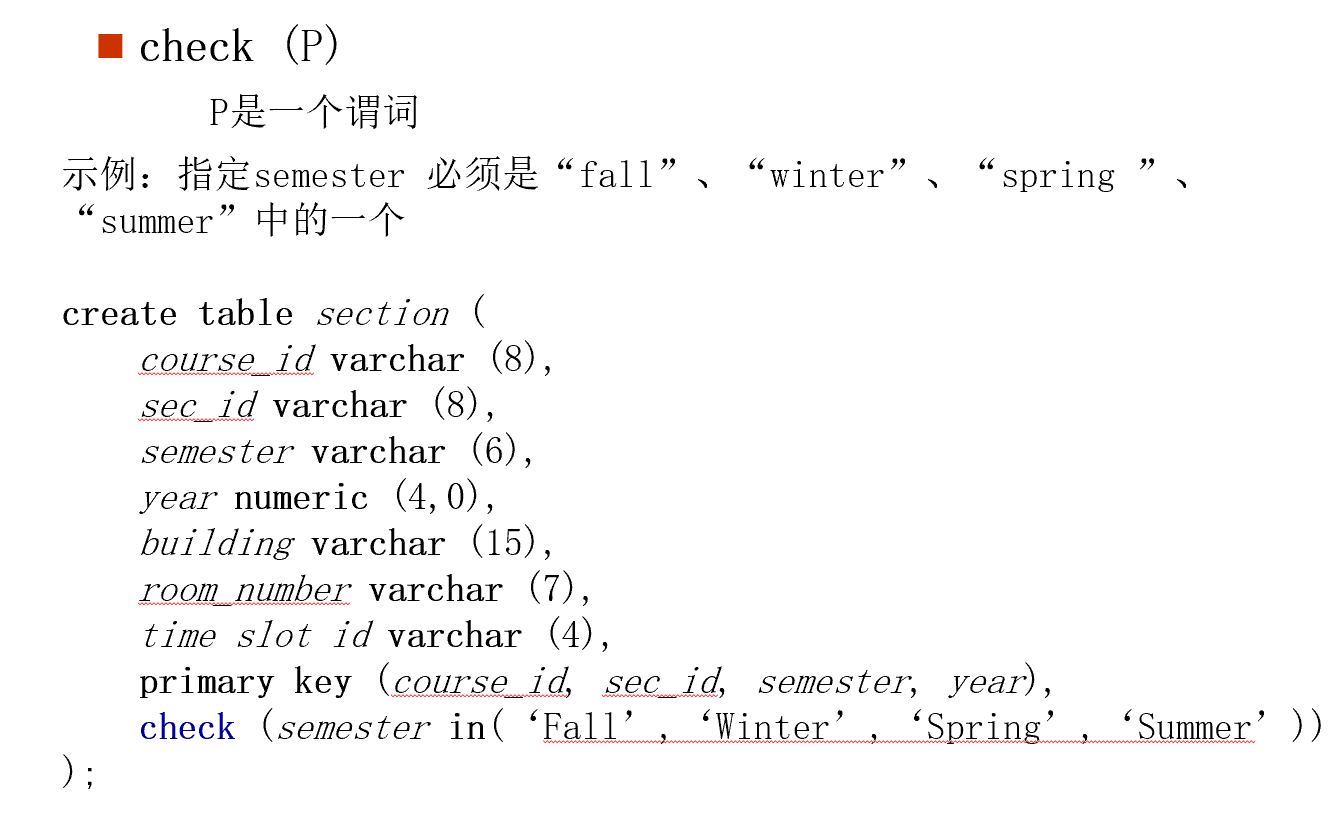 check (P)
P是一个谓词
示例：指定semester 必须是“fall”、“winter”、“spring ”、
“summer”中的一个
create table section (
course_id varchar (8),
sec_id varchar (8),
semester varchar (6),
year numeric (4,0),
building varchar (15),
room_number varchar (7),
time slot id varchar (4),
primary key (course_id, sec_id, semester, year),
check (semester in(‘Fall’, ‘Winter’, ‘Spring’, ‘Summer’))
);